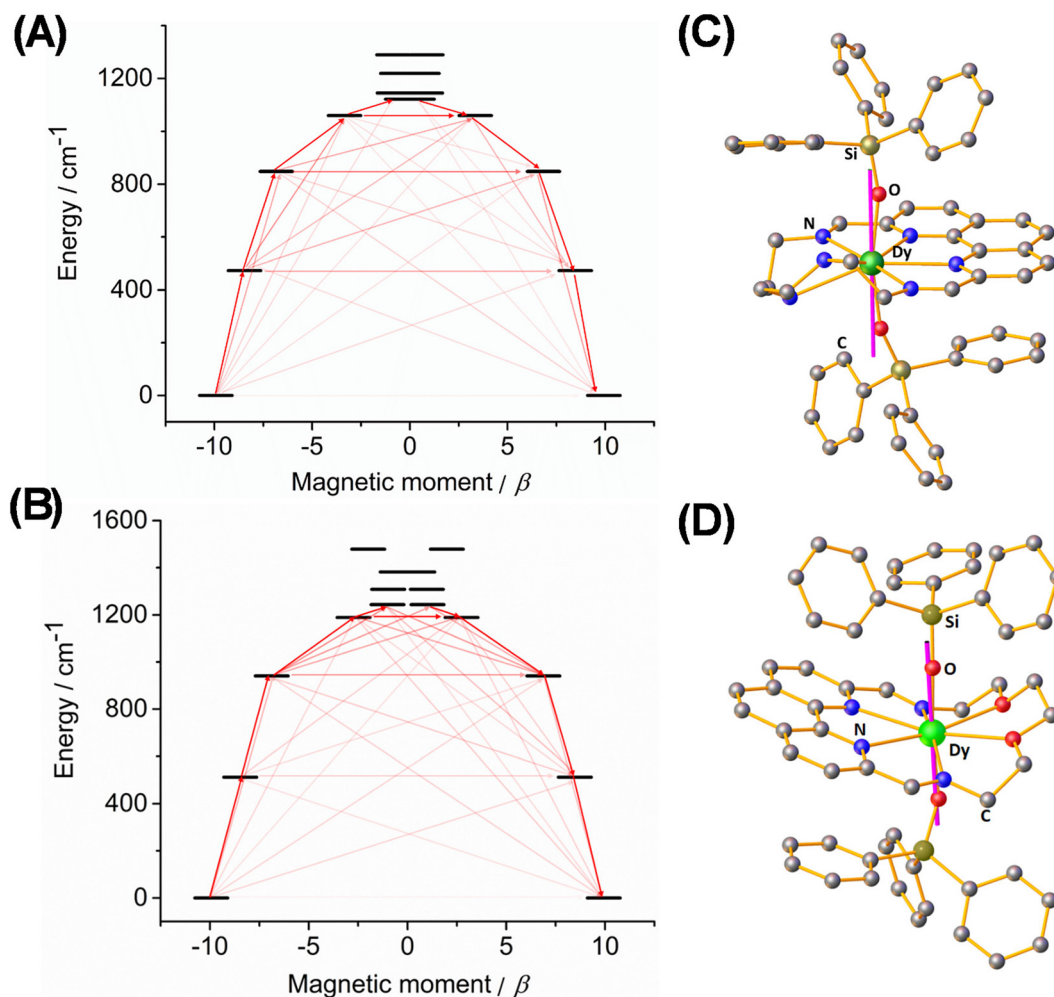 (A)
1200
800
400
0
Energy / cm-1
-10 -5 0 5 10
Magnetic moment / β
(B)
1600
1200
800
400
0
Energy / cm-1
-10 -5 0 5 10
Magnetic moment / β
(C)
Si
O
N
Dy
C
(D)
Si
O
N
Dy
C